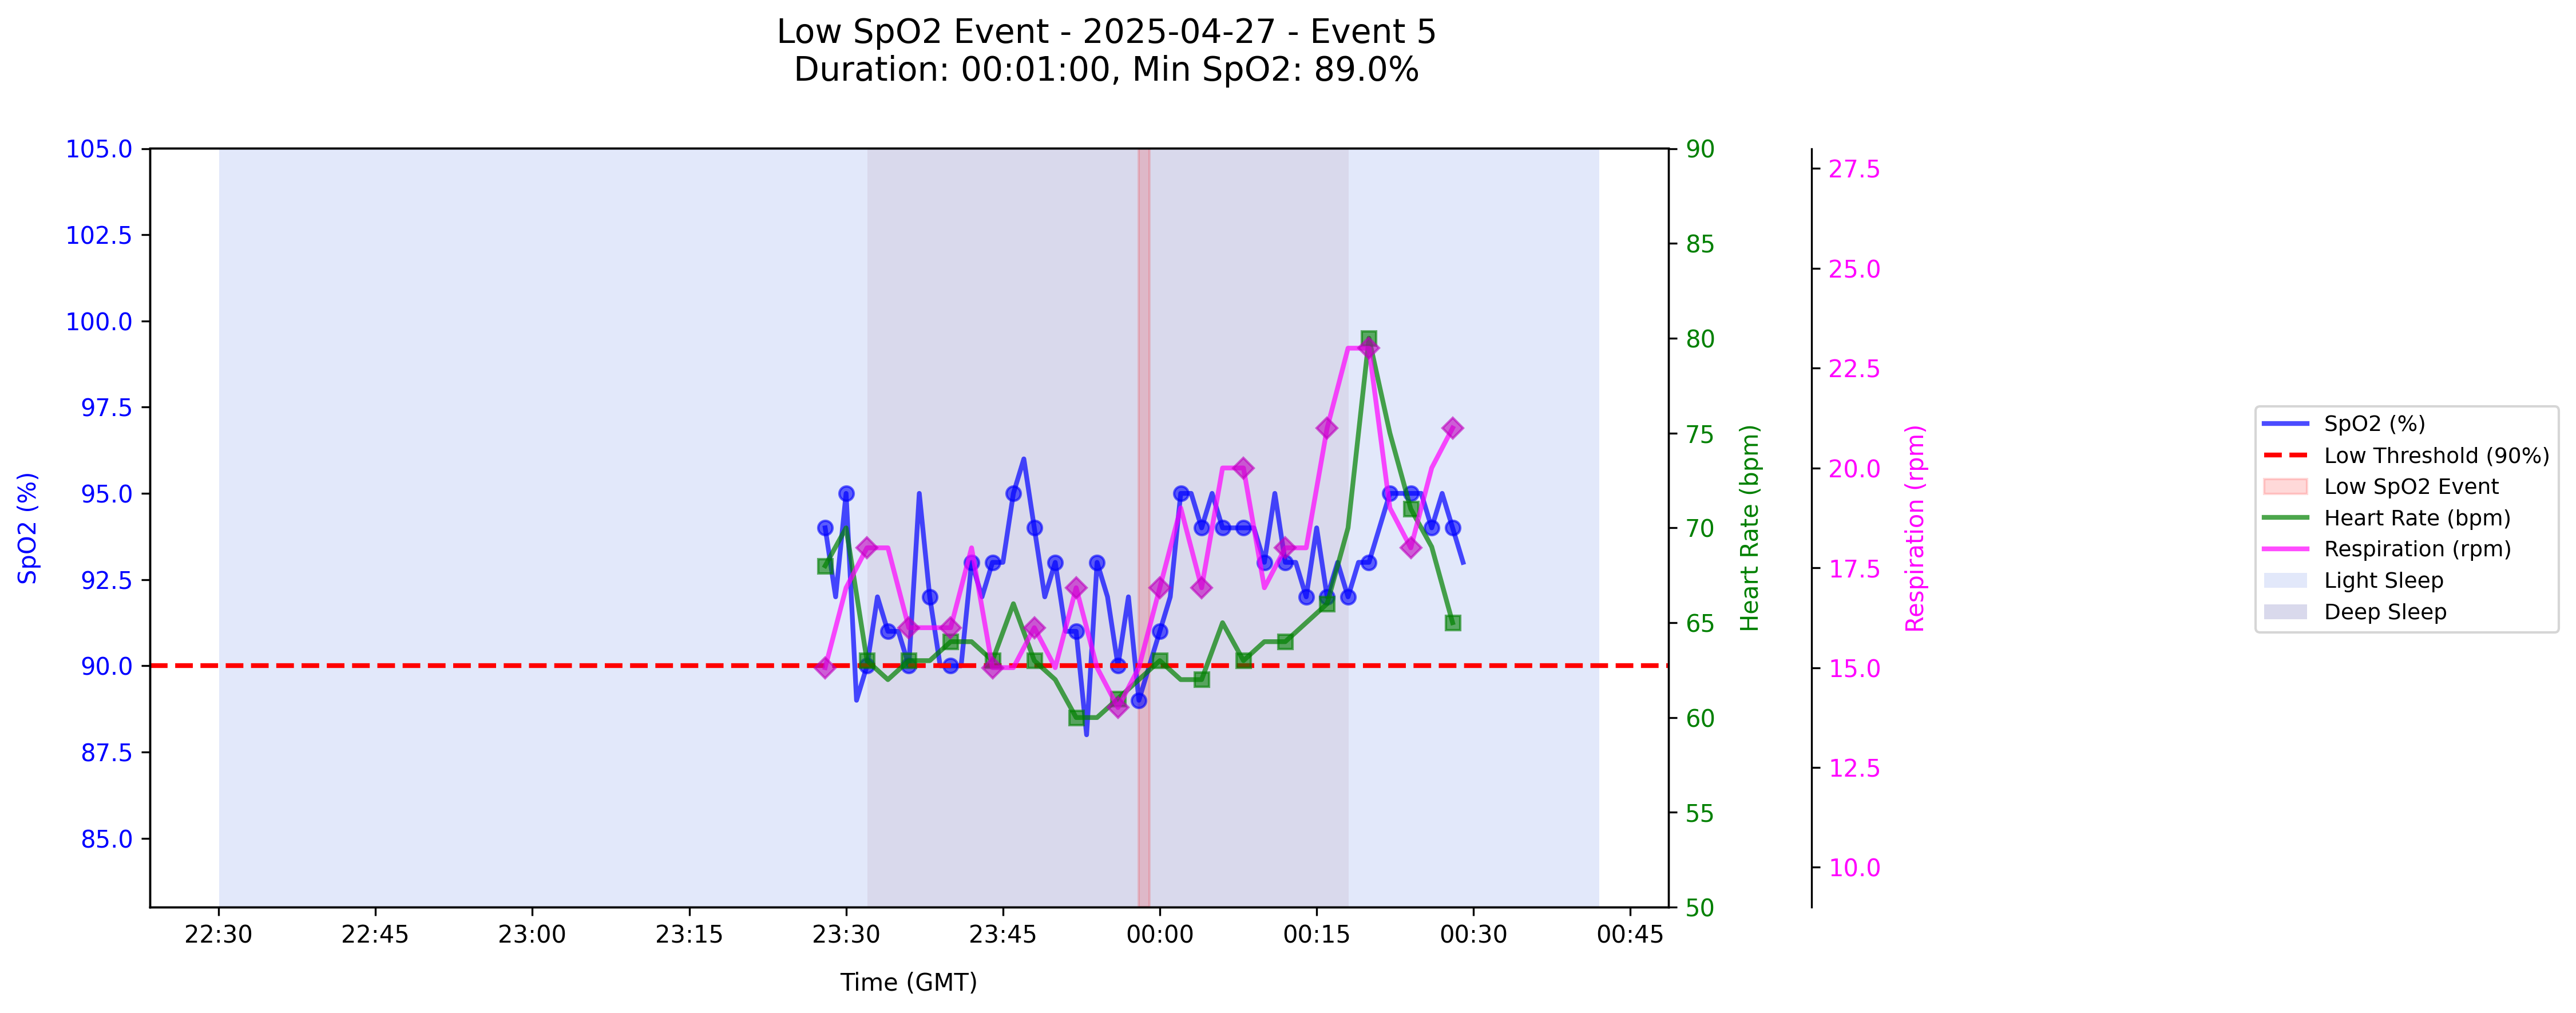 Low SpO2 Event - 2025-04-27 - Event 5
Duration: 00:01:00, Min SpO2: 89.0%
SpO2 (%)
105.0
102.5
100.0
97.5
95.0
92.5
90.0
87.5
85.0
22:30
22:45
23:00
23:15
23:30
23:45
00:00
00:15
00:30
00:45
Time (GMT)
90
85
80
75
70
65
60
55
50
Heart Rate (bpm)
27.5
25.0
22.5
20.0
17.5
15.0
12.5
10.0
Respiration (rpm)
SpO2 (%)
Low Threshold (90%)
Low SpO2 Event
Heart Rate (bpm)
Respiration (rpm)
Light Sleep
Deep Sleep